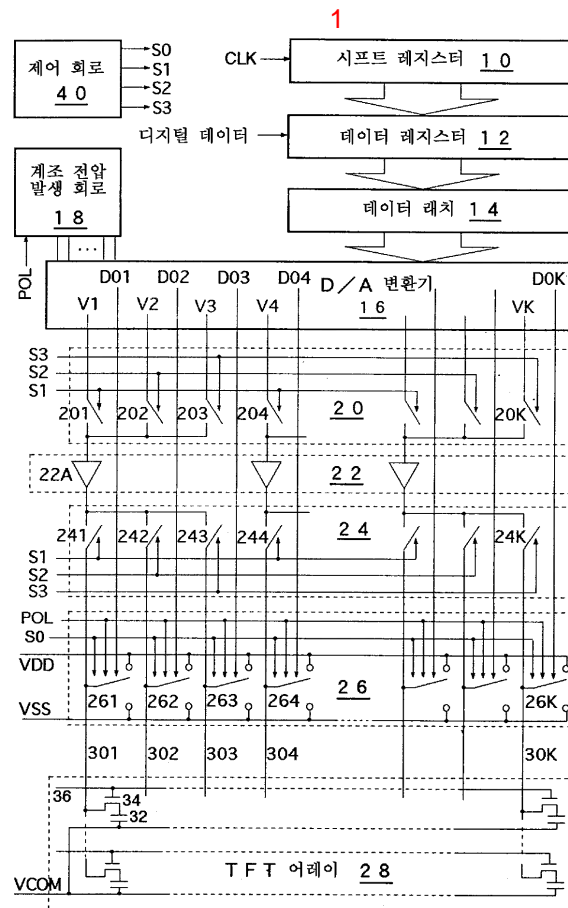 1
제어 회로
40
S0
S1
S2
S3
CLK
시프트 레지스터 10
디지털 데이터
데이터 레지스터 12
계조 전압
발생 회로
18
데이터 래치 14
POL
D01 D02 D03 D04 D0K
D/A 변환기
V1 V2 V3 V4 16 VK
S3
S2
S1
201 202 203 204 20 20K
22A 22
241 242 243 244 24 24K
S1
S2
S3
POL
S0
VDD
261 262 263 264 26 26K
VSS
301 302 303 304 30K
36 34
32
TFT 어레이 28
VCOM